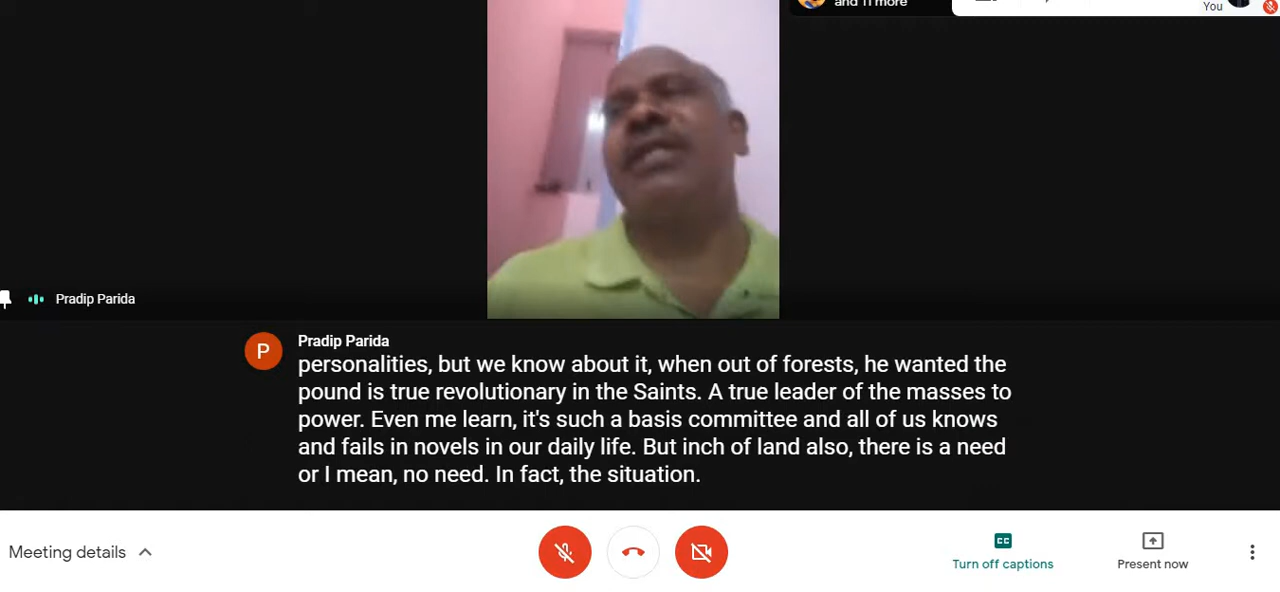 and 11 more
You
Pradip Parida
P
Pradip Parida
personalities, but we know about it, when out of forests, he wanted the
pound is true revolutionary in the Saints. A true leader of the masses to
power. Even me learn, it's such a basis committee and all of us knows
and fails in novels in our daily life. But inch of land also, there is a need
or I mean, no need. In fact, the situation.
Meeting details
CC
Turn off captions
Present now